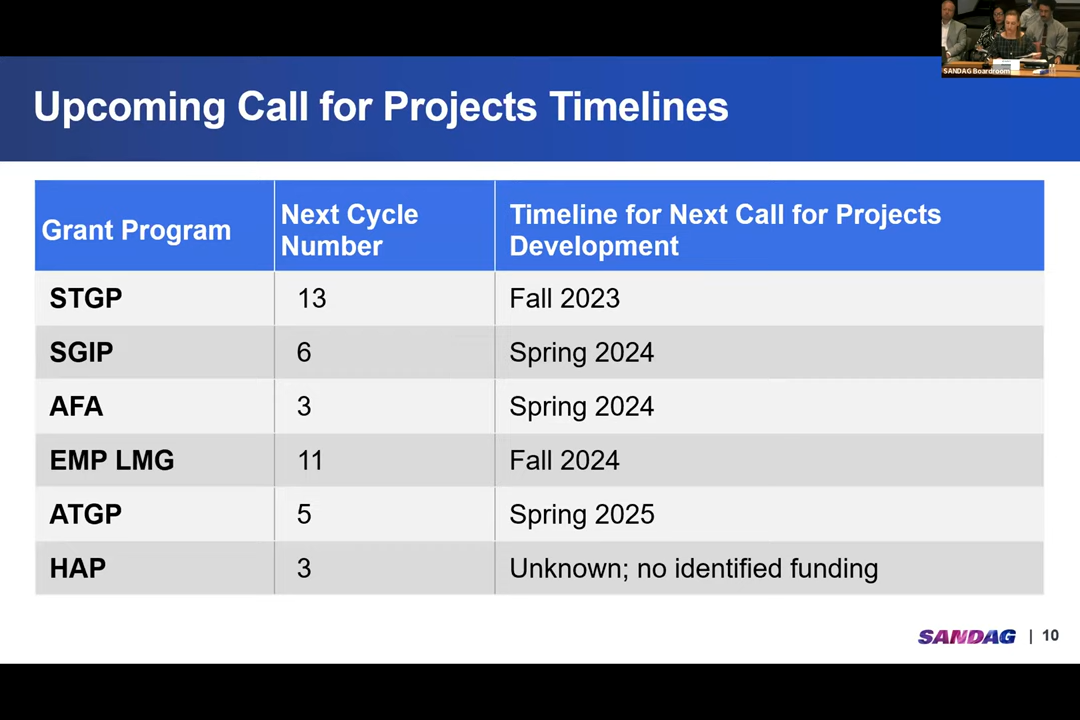 SANDAG Boardroom
Upcoming Call for Projects Timelines
Grant Program
Next Cycle
Number
Timeline for Next Call for Projects
Development
STGP 13 Fall 2023
SGIP 6 Spring 2024
AFA 3 Spring 2024
EMP LMG 11 Fall 2024
ATGP 5 Spring 2025
HAP 3 Unknown; no identified funding
SANDAG | 10